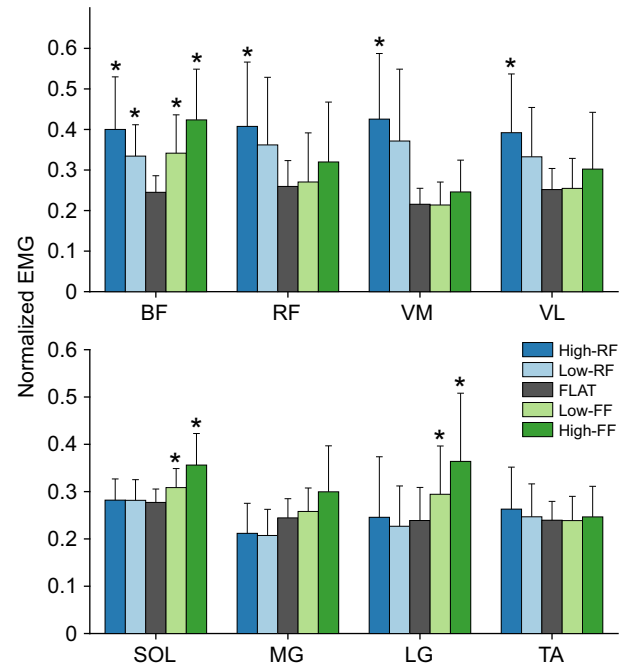 Normalized EMG
0.6
0.5
0.4
0.3
0.2
0.1
0
* * * * * * *
BF RF VM VL
0.6
0.5
0.4
0.3
0.2
0.1
0
High-RF
Low-RF
FLAT
Low-FF
High-FF
* * * *
SOL MG LG TA